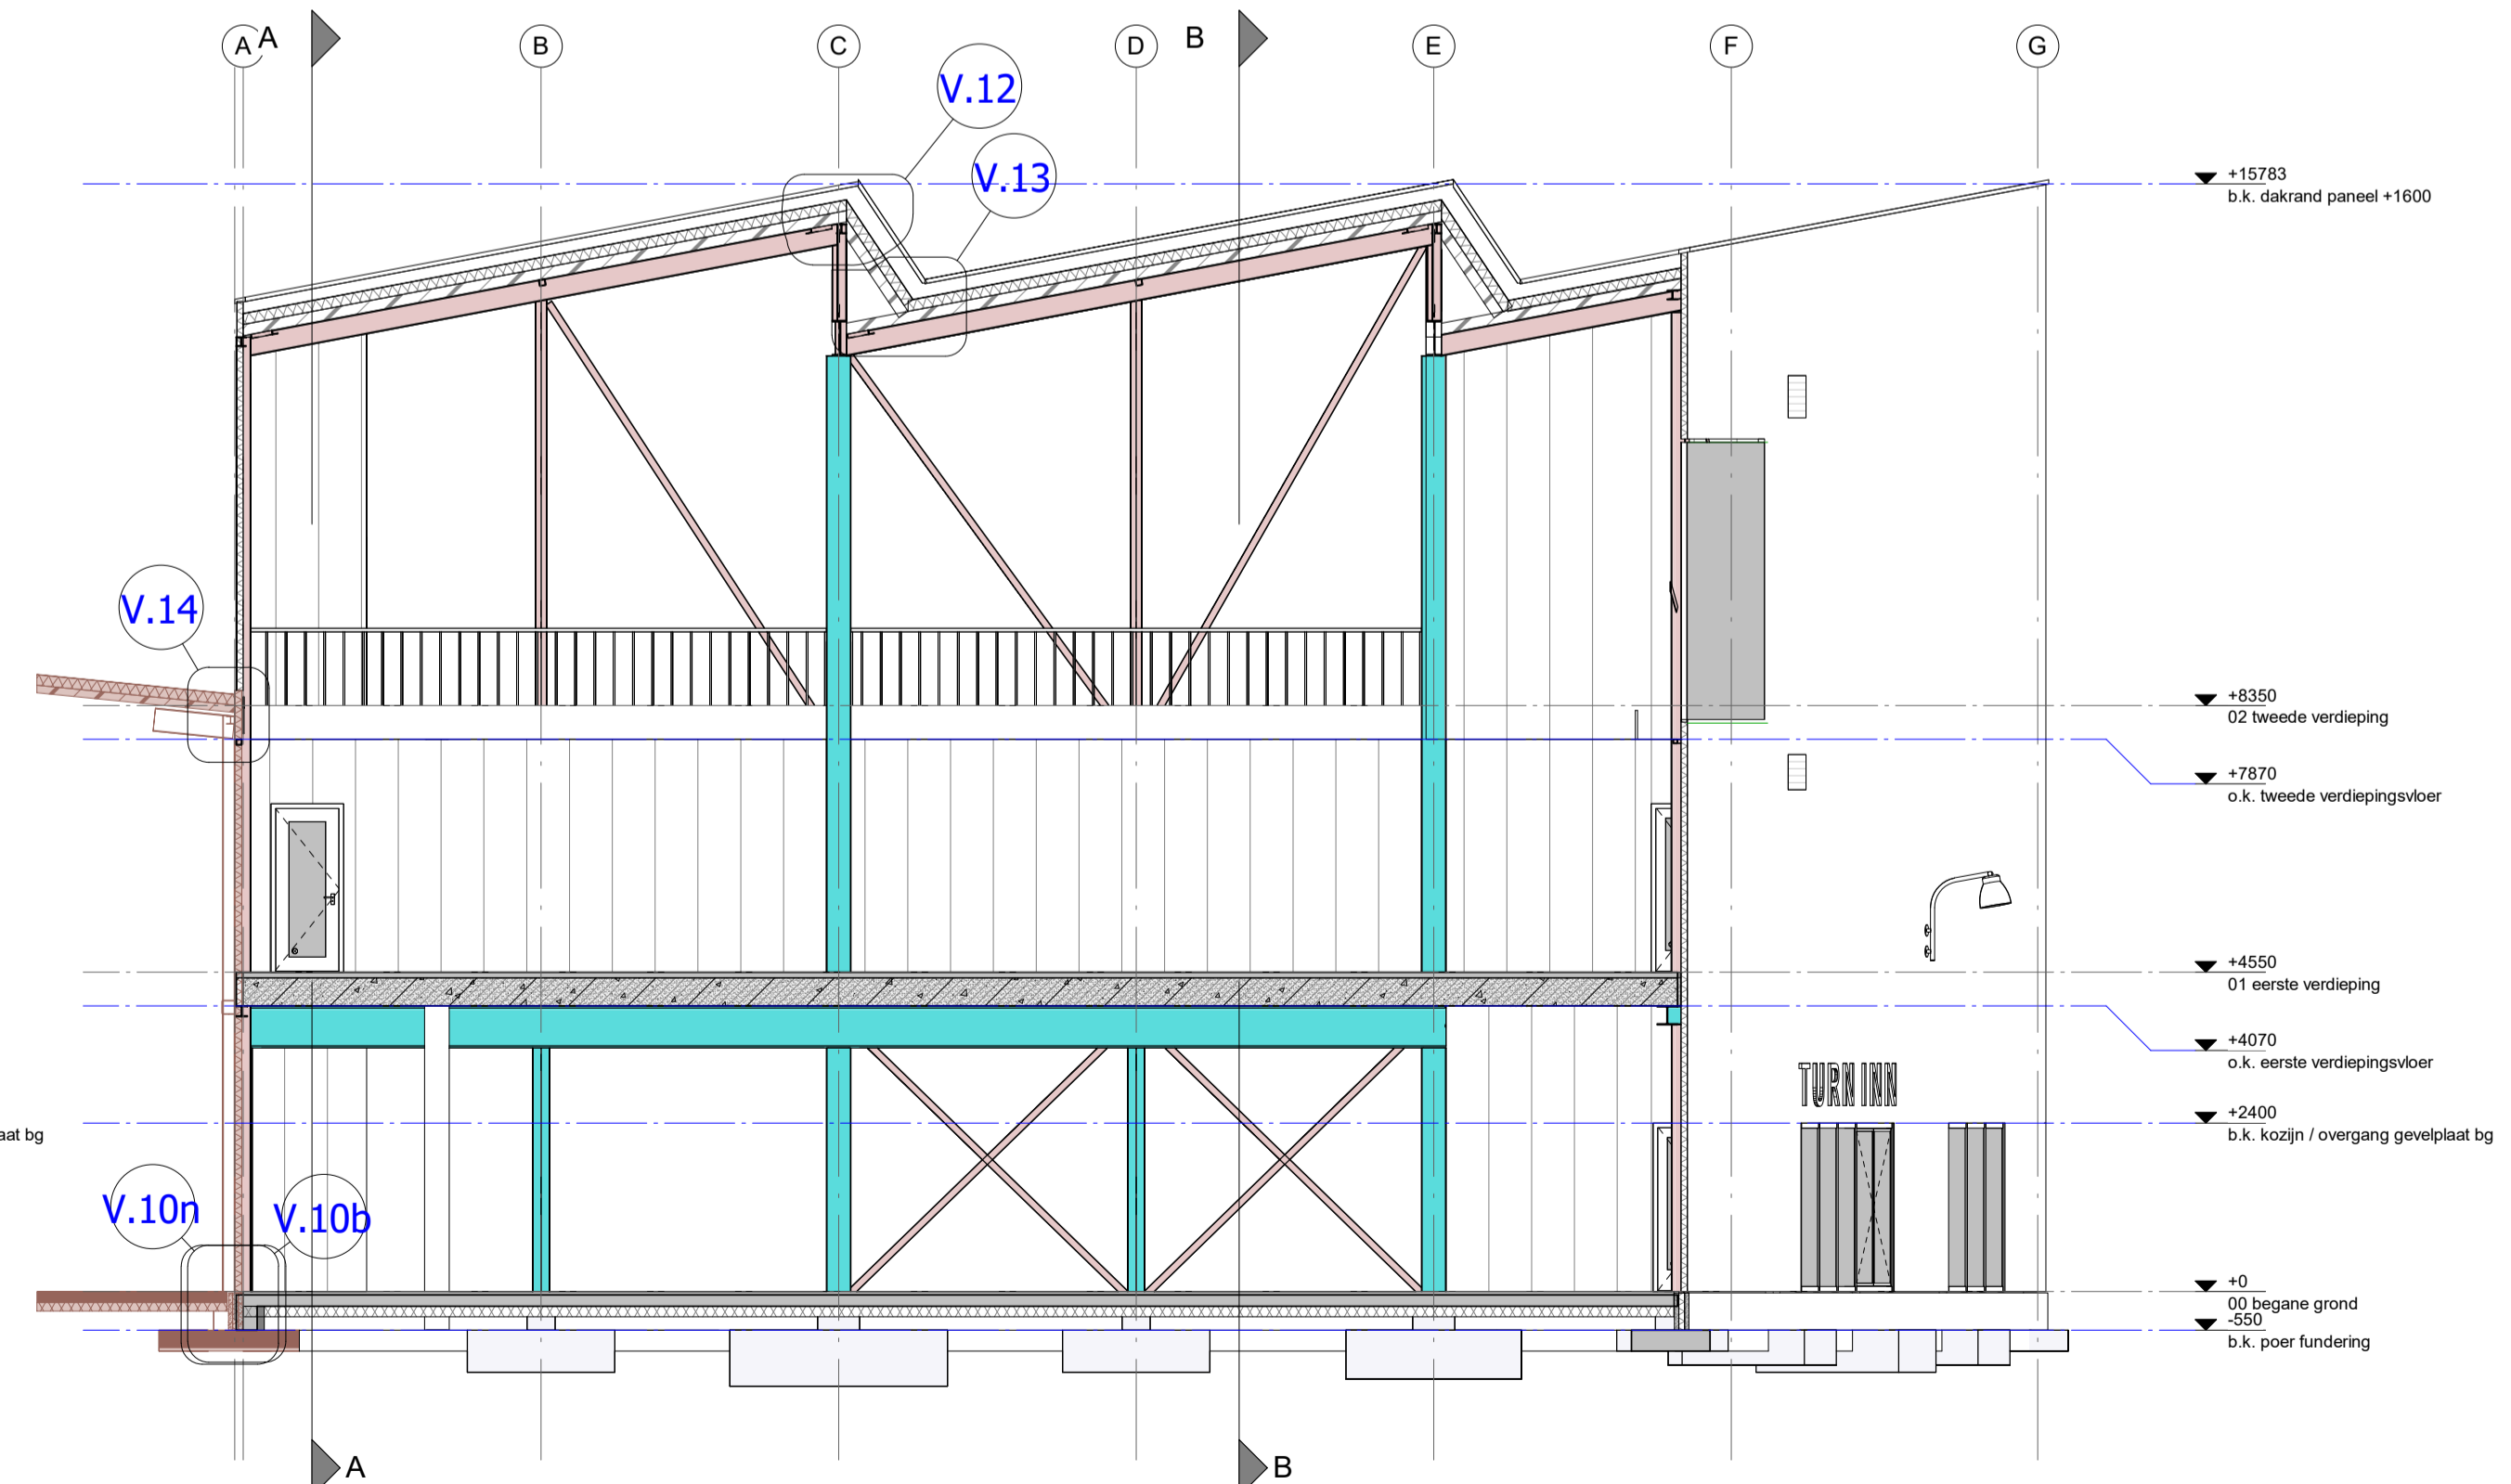 A
A
B
C
D
B
E
F
G
V.12
V.13
+15783
b.k. dakrand paneel +1600
V.14
+8350
02 tweede verdieping
+7870
o.k. tweede verdiepingsvloer
+4550
01 eerste verdieping
+4070
o.k. eerste verdiepingsvloer
TURN INN
+2400
b.k. kozijn / overgang gevelplaat bg
aat bg
V.10n
V.10b
+0
00 begane grond
-550
b.k. poer fundering
A
B